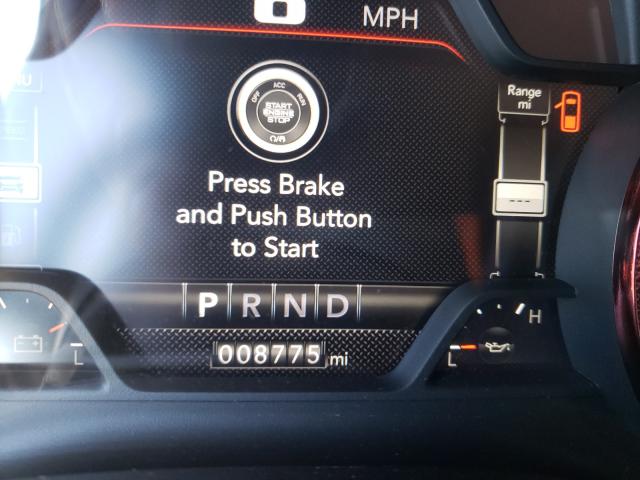 MPH
OFF ACC RUN
START
ENGINE
STOP
Range
mi
Press Brake
and Push Button
to Start
---
P R N D
008775 mi
L
L H